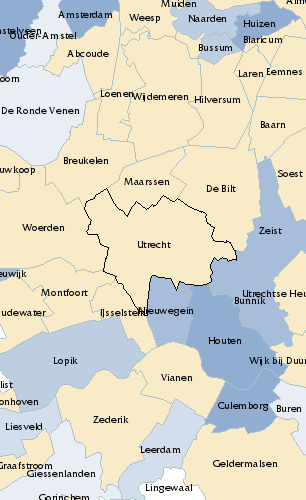 Muiden
Almere
Amsterdam
Weesp
Naarden
Huizen
Amstelveen
Ouder-Amstel
Blaricum
Bussum
Abcoude
Laren
Eemnes
Loenen
Wijdemeren
Hilversum
De Ronde Venen
Baarn
Breukelen
Soest
Maarssen
De Bilt
Woerden
Zeist
Utrecht
Montfoort
Utrechtse Heu
Bunnik
Nieuwegein
IJsselstein
Houten
Lopik
Wijk bij Duur
Vianen
Culemborg
Buren
Zederik
Liesveld
Leerdam
Graafstroom
Geldermalsen
Giessenlanden
Lingewaal
Gorinchem